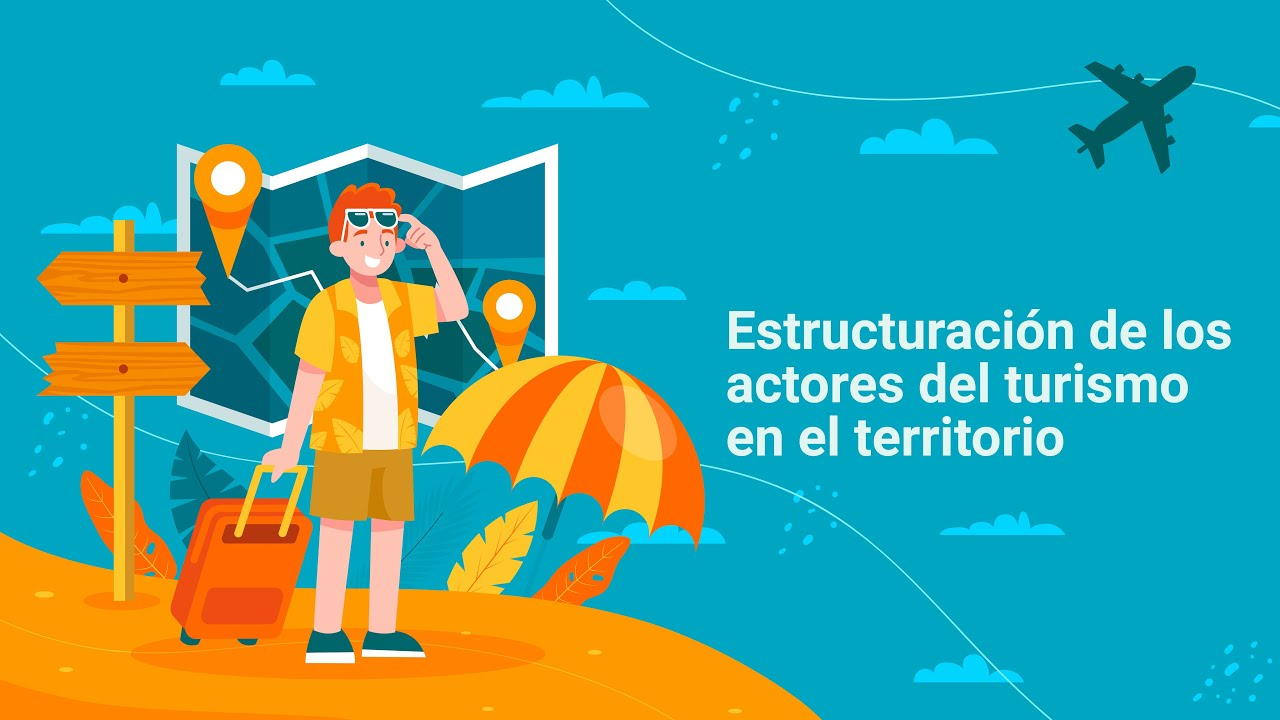 Estructuración de los
actores del turismo
en el territorio